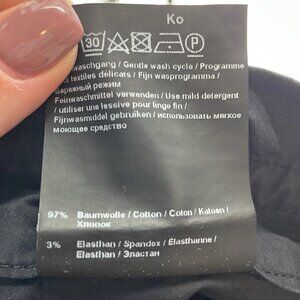 Ko
30 P
waschgang / Gentle wash cycle / Programme
textiles délicats / Fijn wasprogramma /
бережный режим
Feinwaschmittel verwenden / Use mild detergent
/ utiliser une lessive pour linge fin /
Fijnwasmiddel gebruiken / использовать мягкое
моющее средство
97% Baumwolle / Cotton / Coton / Katoen /
Хлопок
3% Elasthan / Spandex / Élasthanne /
Elasthan / Эластан